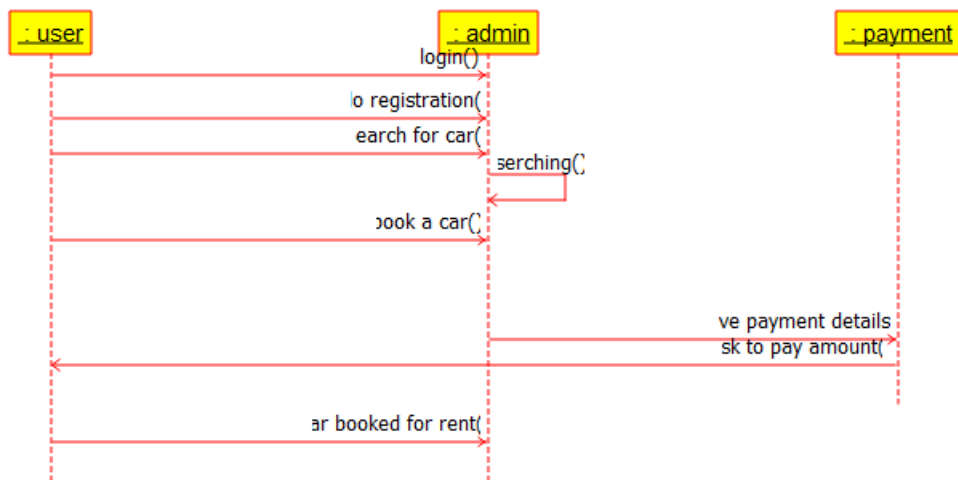 : user
: admin
: payment
login()
lo registration(
earch for car(
serching()
book a car()
ve payment details
sk to pay amount(
ar booked for rent(